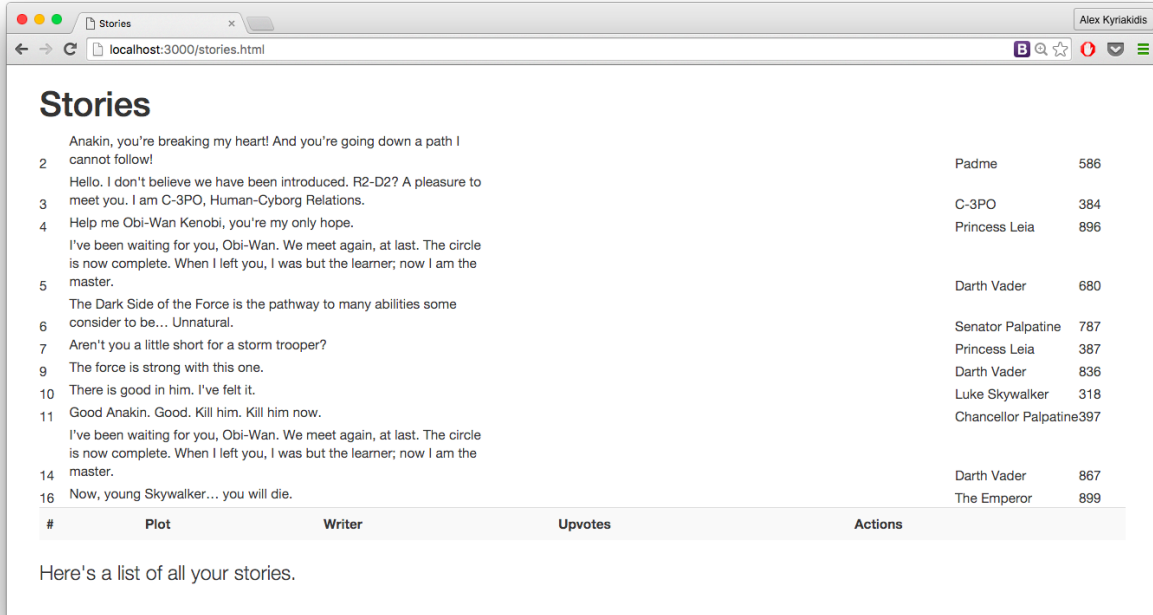 Stories
Alex Kyriakidis
localhost:3000/stories.html
B
Stories
Anakin, you're breaking my heart! And you're going down a path I
2 cannot follow! Padme 586
Hello. I don't believe we have been introduced. R2-D2? A pleasure to
3 meet you. I am C-3PO, Human-Cyborg Relations. C-3PO 384
4 Help me Obi-Wan Kenobi, you're my only hope. Princess Leia 896
I've been waiting for you, Obi-Wan. We meet again, at last. The circle
is now complete. When I left you, I was but the learner; now I am the
5 master. Darth Vader 680
The Dark Side of the Force is the pathway to many abilities some
6 consider to be… Unnatural. Senator Palpatine 787
7 Aren't you a little short for a storm trooper? Princess Leia 387
9 The force is strong with this one. Darth Vader 836
10 There is good in him. I've felt it. Luke Skywalker 318
11 Good Anakin. Good. Kill him. Kill him now. Chancellor Palpatine397
I've been waiting for you, Obi-Wan. We meet again, at last. The circle
is now complete. When I left you, I was but the learner; now I am the
14 master. Darth Vader 867
16 Now, young Skywalker… you will die. The Emperor 899
# Plot Writer Upvotes Actions
Here's a list of all your stories.